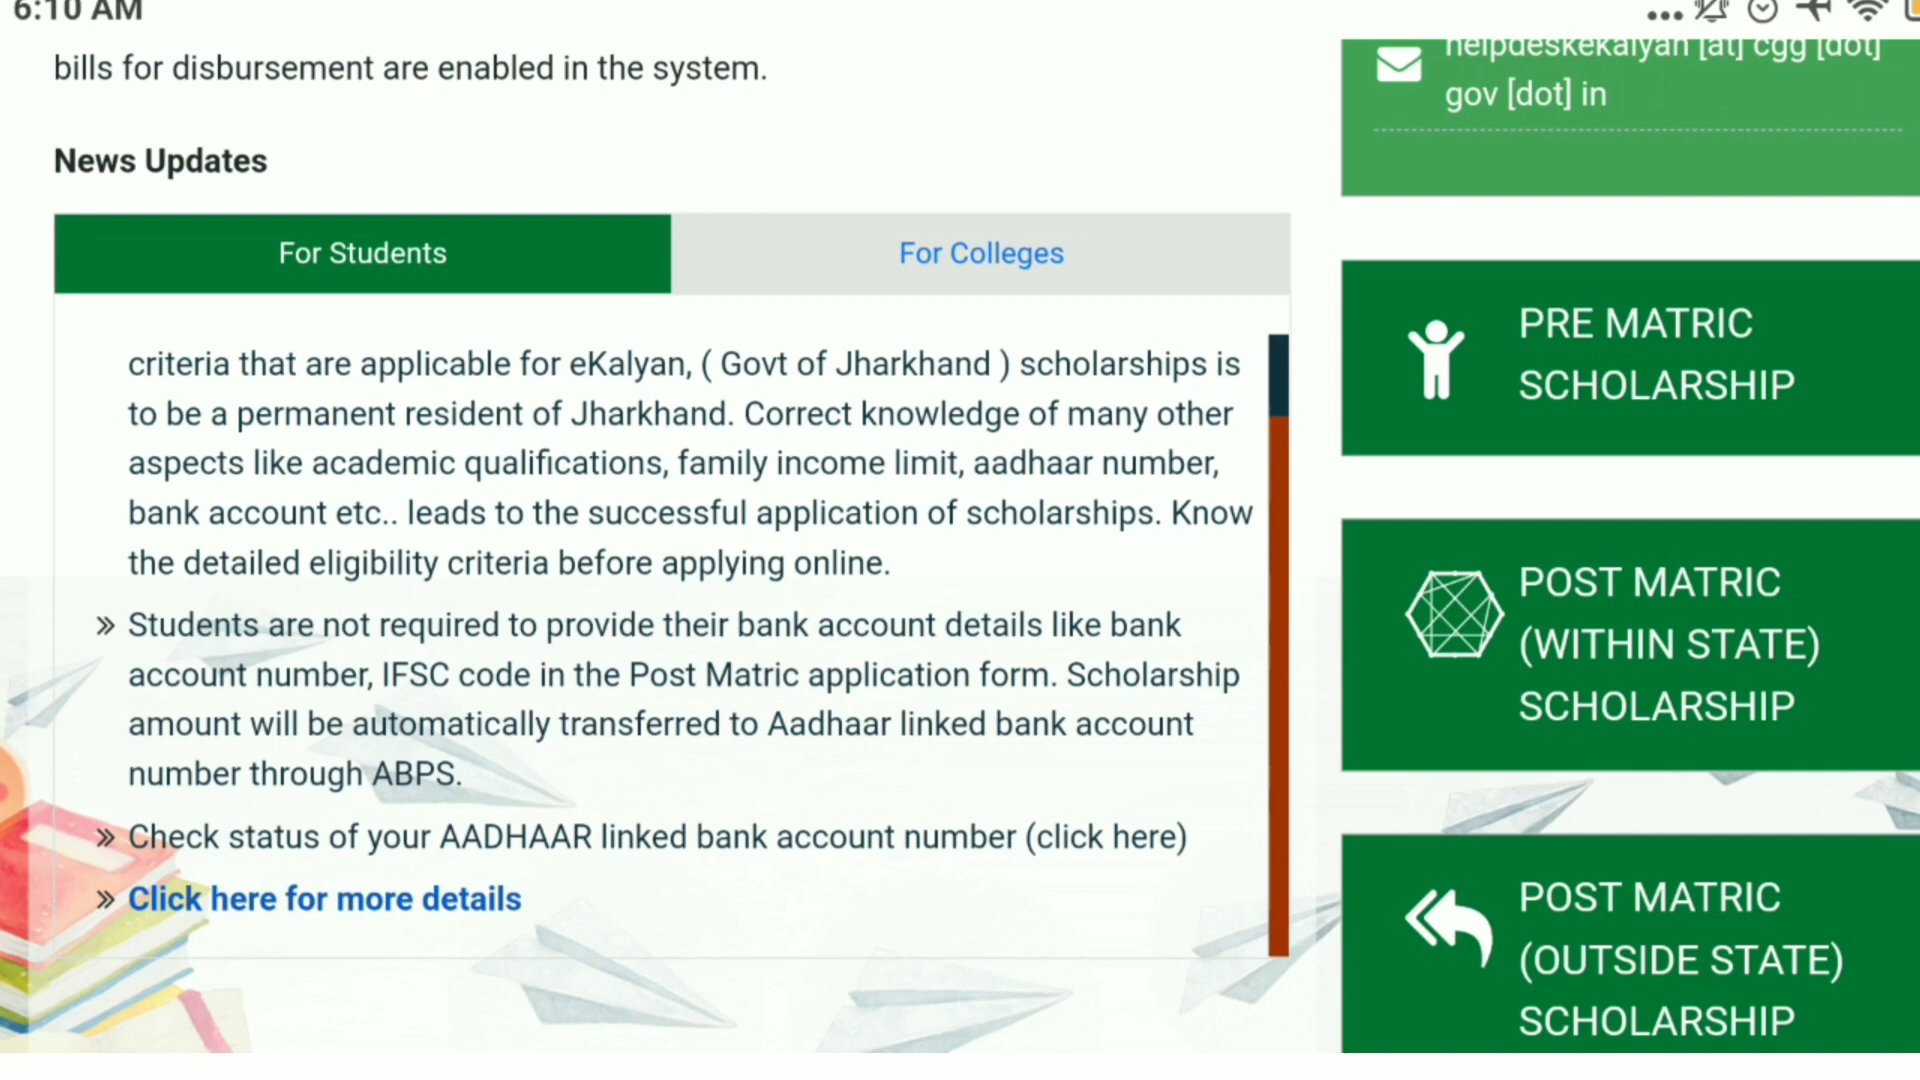 6:10 AM
bills for disbursement are enabled in the system.
News Updates
For Students
For Colleges
criteria that are applicable for eKalyan, ( Govt of Jharkhand ) scholarships is
to be a permanent resident of Jharkhand. Correct knowledge of many other
aspects like academic qualifications, family income limit, aadhaar number,
bank account etc.. leads to the successful application of scholarships. Know
the detailed eligibility criteria before applying online.
» Students are not required to provide their bank account details like bank
account number, IFSC code in the Post Matric application form. Scholarship
amount will be automatically transferred to Aadhaar linked bank account
number through ABPS.
» Check status of your AADHAAR linked bank account number (click here)
» Click here for more details
helpdeskekalyan [at] cgg [dot]
gov [dot] in
PRE MATRIC
SCHOLARSHIP
POST MATRIC
(WITHIN STATE)
SCHOLARSHIP
POST MATRIC
(OUTSIDE STATE)
SCHOLARSHIP